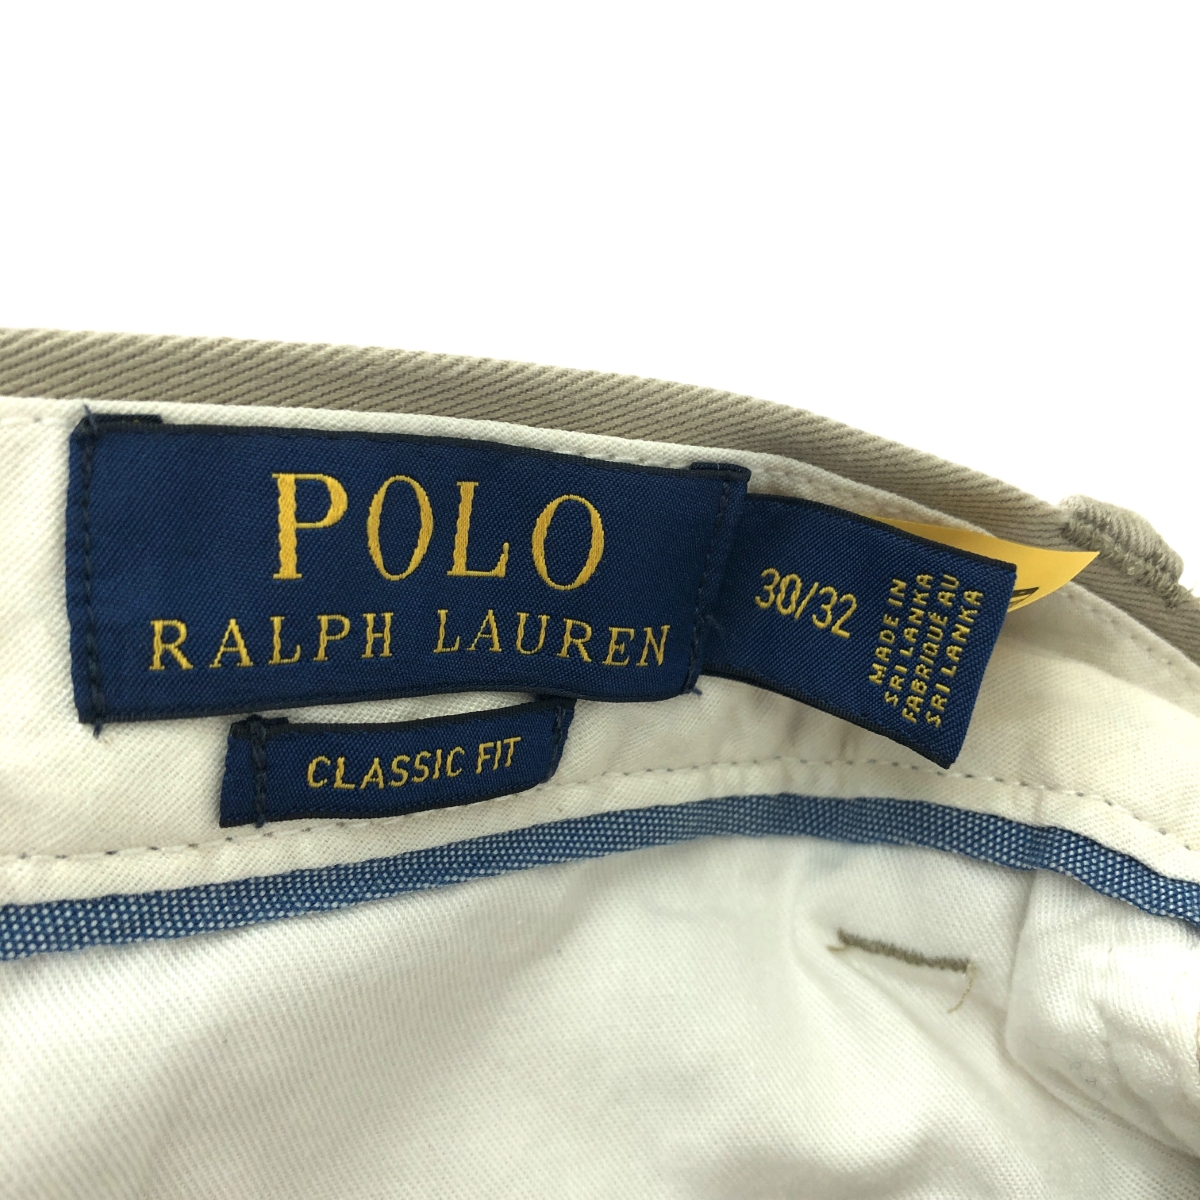 POLO
RALPH LAUREN
CLASSIC FIT
30/32
MADE IN
SRI LANKA
FABRIQUÉ AU
SRI LANKA